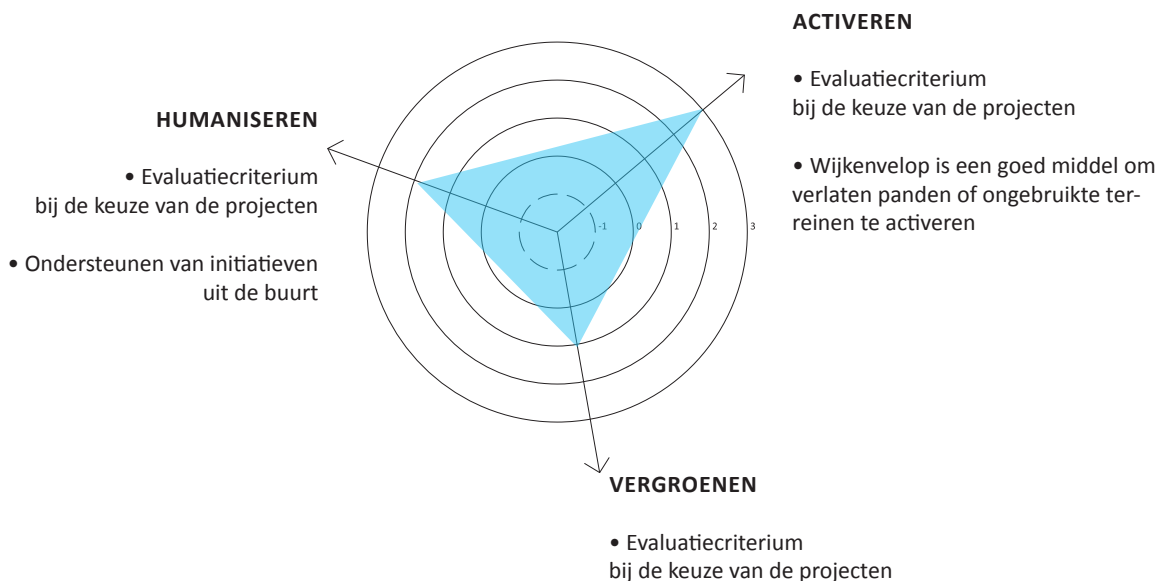 ACTIVEREN
• Evaluatiecriterium
bij de keuze van de projecten
• Wijkenvelop is een goed middel om
verlaten panden of ongebruikte ter-
reinen te activeren
HUMANISEREN
• Evaluatiecriterium
bij de keuze van de projecten
• Ondersteunen van initiatieven
uit de buurt
-1 0 1 2 3
VERGROENEN
• Evaluatiecriterium
bij de keuze van de projecten